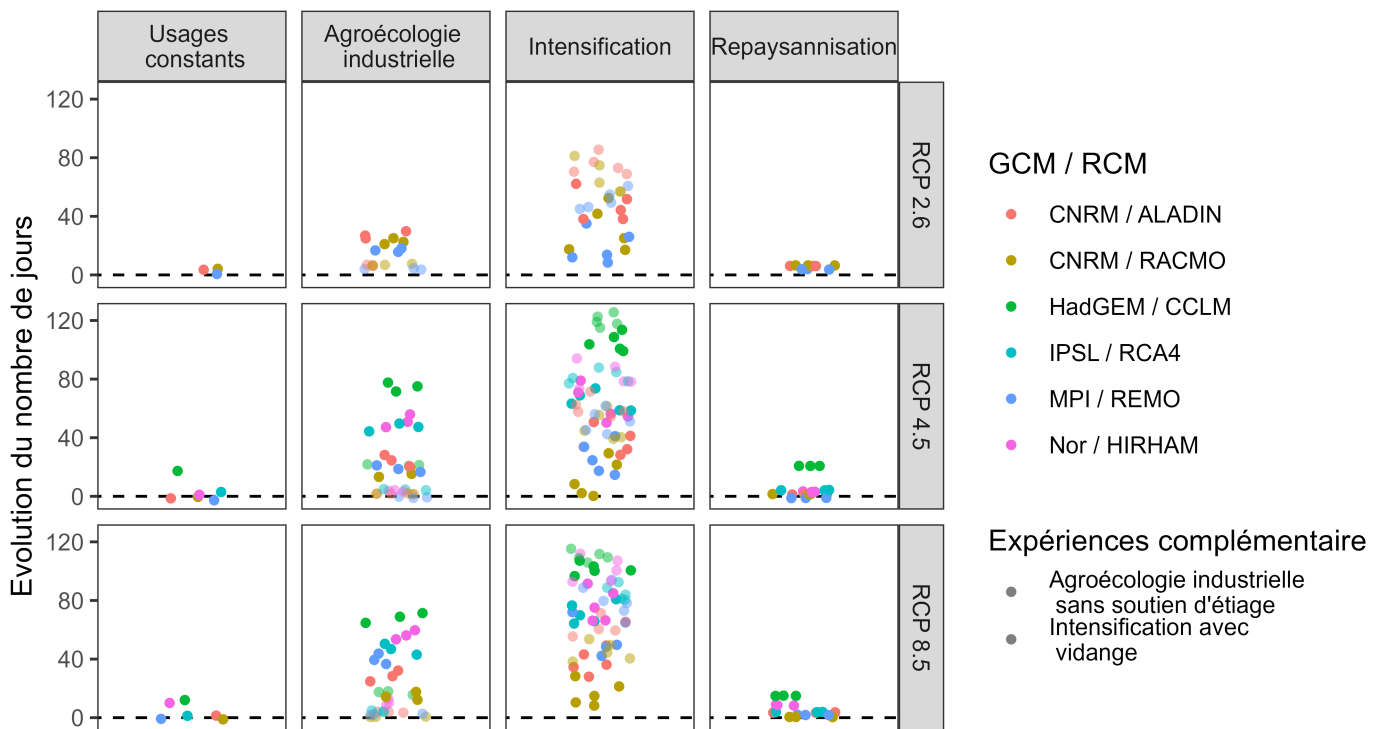 Usages
constants
Agroécologie
industrielle
Intensification
Repaysannisation
Evolution du nombre de jours
120
80
40
0
RCP 2.6
120
80
40
0
RCP 4.5
120
80
40
0
RCP 8.5
GCM / RCM
CNRM / ALADIN
CNRM / RACMO
HadGEM / CCLM
IPSL / RCA4
MPI / REMO
Nor / HIRHAM
Expériences complémentaire
Agroécologie industrielle
sans soutien d'étiage
Intensification avec
vidange